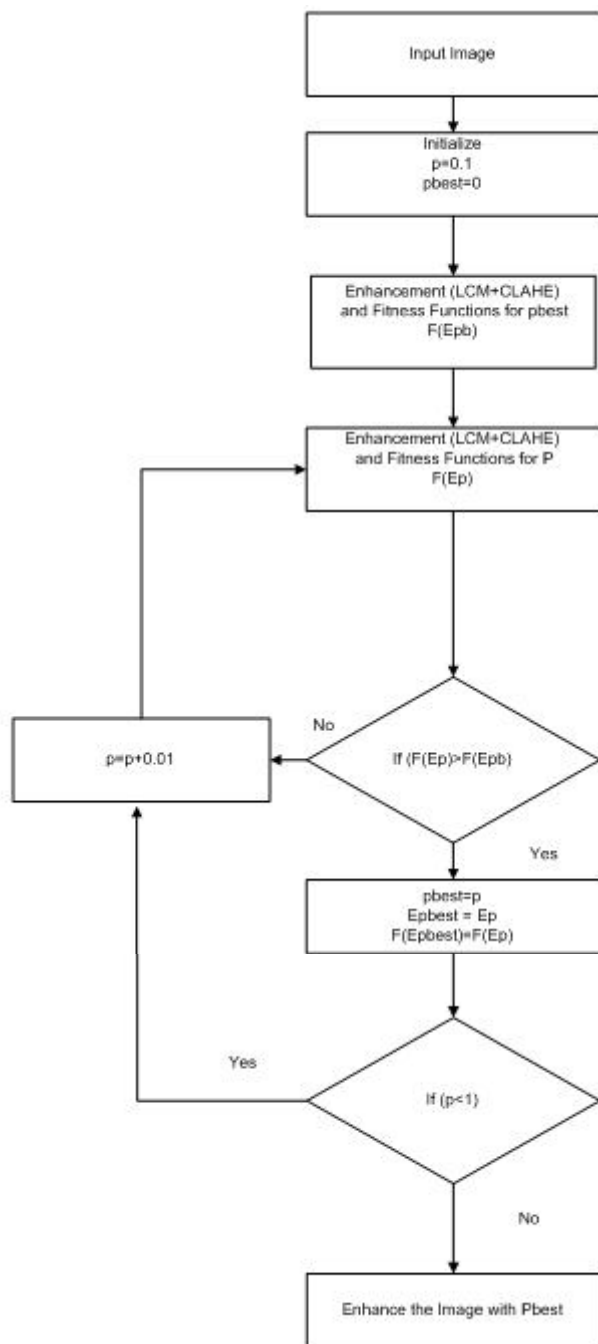 Input Image
Initialize
p=0.1
pbest=0
Enhancement (LCM+CLAHE)
and Fitness Functions for pbest
F(Epb)
Enhancement (LCM+CLAHE)
and Fitness Functions for P
F(Ep)
No
p=p+0.01
If (F(Ep)>F(Epb)
Yes
pbest=p
Epbest = Ep
F(Epbest)=F(Ep)
Yes
If (p<1)
No
Enhance the Image with Pbest